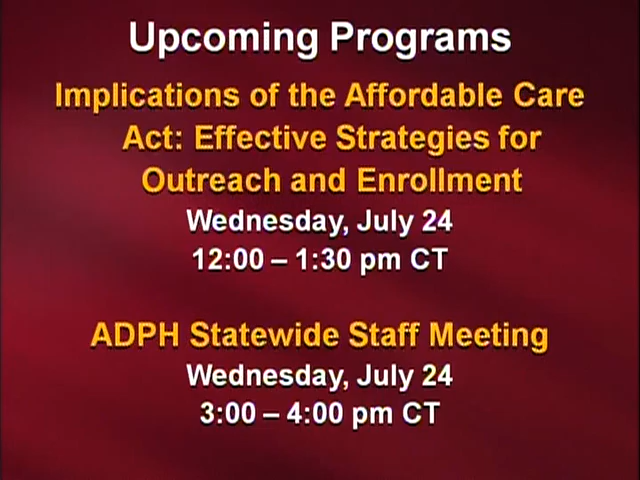 Upcoming Programs
Implications of the Affordable Care
Act: Effective Strategies for
Outreach and Enrollment
Wednesday, July 24
12:00 – 1:30 pm CT
ADPH Statewide Staff Meeting
Wednesday, July 24
3:00 – 4:00 pm CT